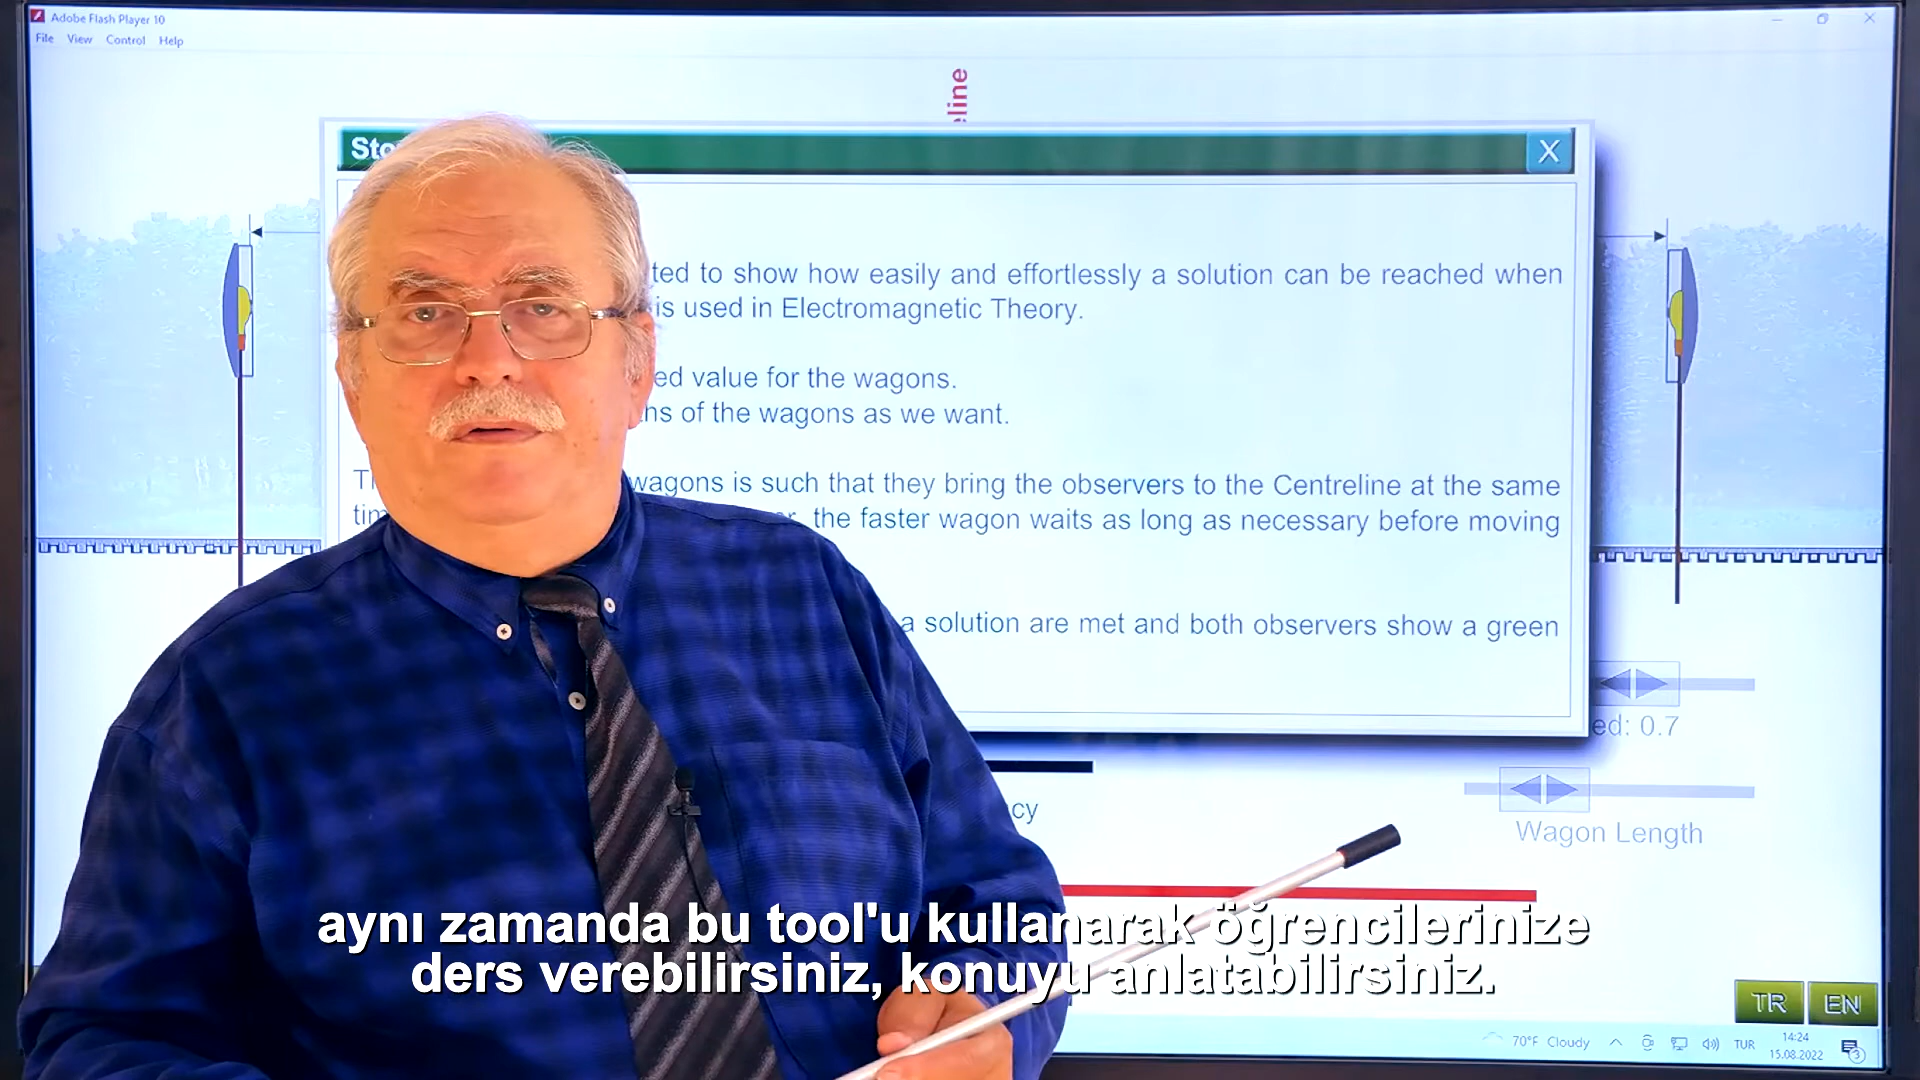 Adobe Flash Player 10
File View Control Help
line
X
ted to show how easily and effortlessly a solution can be reached when
is used in Electromagnetic Theory.
value for the wagons.
of the wagons as we want.
wagons is such that they bring the observers to the Centreline at the same
the faster wagon waits as long as necessary before moving
a solution are met and both observers show a green
ed: 0.7
cy
Wagon Length
aynı zamanda bu tool'u kullanarak öğrencilerinize
ders verebilirsiniz, konuyu anlatabilirsiniz.
TR EN
70°F Cloudy
TUR
14:24
15.08.2022
3